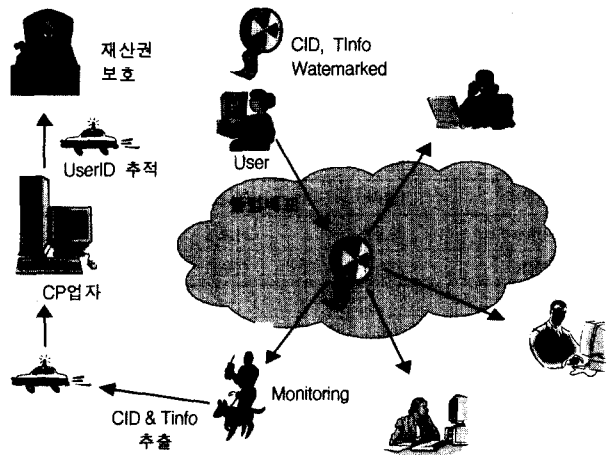 재산권
보호
CID, TInfo
Watemarked
UserID 추적
User
CP업자
Monitoring
CID & Tinfo
추출